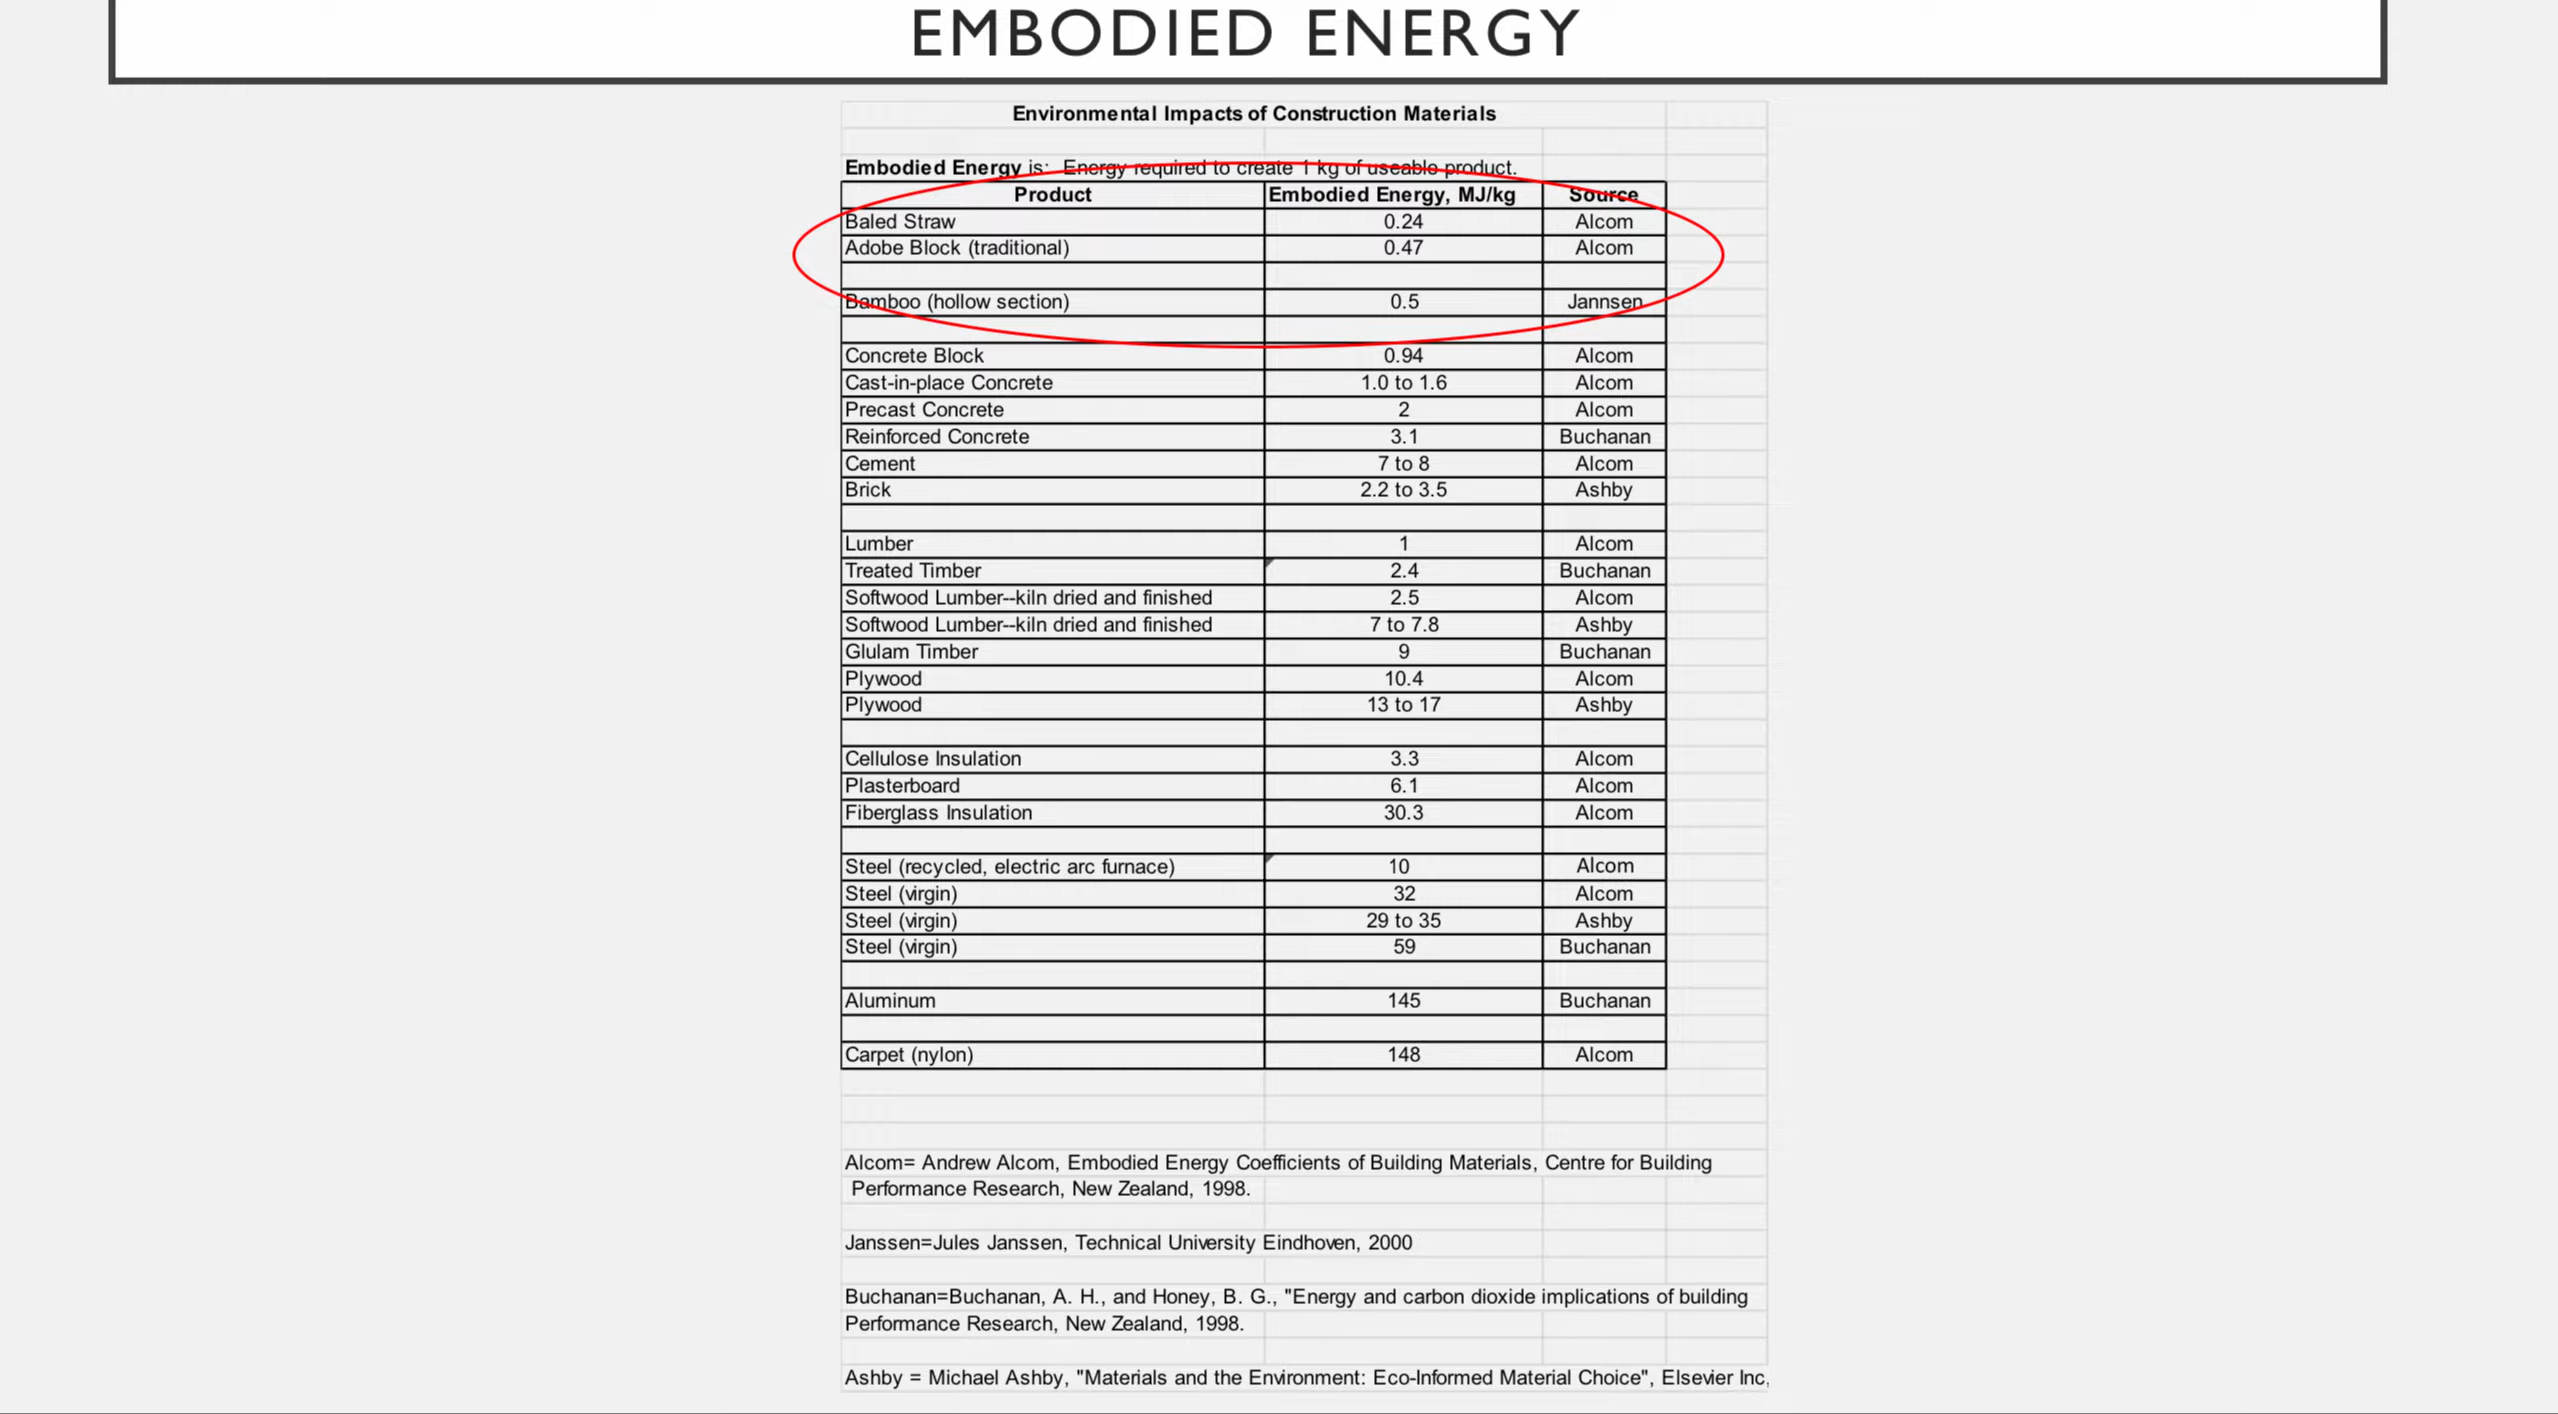 EMBODIED ENERGY
Environmental Impacts of Construction Materials
Embodied Energy is: Energy required to create 1 kg of useable product.
Product Embodied Energy, MJ/kg Source
Baled Straw 0.24 Alcom
Adobe Block (traditional) 0.47 Alcom
Bamboo (hollow section) 0.5 Jannsen
Concrete Block 0.94 Alcom
Cast-in-place Concrete 1.0 to 1.6 Alcom
Precast Concrete 2 Alcom
Reinforced Concrete 3.1 Buchanan
Cement 7 to 8 Alcom
Brick 2.2 to 3.5 Ashby
Lumber 1 Alcom
Treated Timber 2.4 Buchanan
Softwood Lumber--kiln dried and finished 2.5 Alcom
Softwood Lumber--kiln dried and finished 7 to 7.8 Ashby
Glulam Timber 9 Buchanan
Plywood 10.4 Alcom
Plywood 13 to 17 Ashby
Cellulose Insulation 3.3 Alcom
Plasterboard 6.1 Alcom
Fiberglass Insulation 30.3 Alcom
Steel (recycled, electric arc furnace) 10 Alcom
Steel (virgin) 32 Alcom
Steel (virgin) 29 to 35 Ashby
Steel (virgin) 59 Buchanan
Aluminum 145 Buchanan
Carpet (nylon) 148 Alcom
Alcom= Andrew Alcom, Embodied Energy Coefficients of Building Materials, Centre for Building
Performance Research, New Zealand, 1998.
Janssen=Jules Janssen, Technical University Eindhoven, 2000
Buchanan=Buchanan, A. H., and Honey, B. G., "Energy and carbon dioxide implications of building
Performance Research, New Zealand, 1998.
Ashby = Michael Ashby, "Materials and the Environment: Eco-Informed Material Choice", Elsevier Inc,